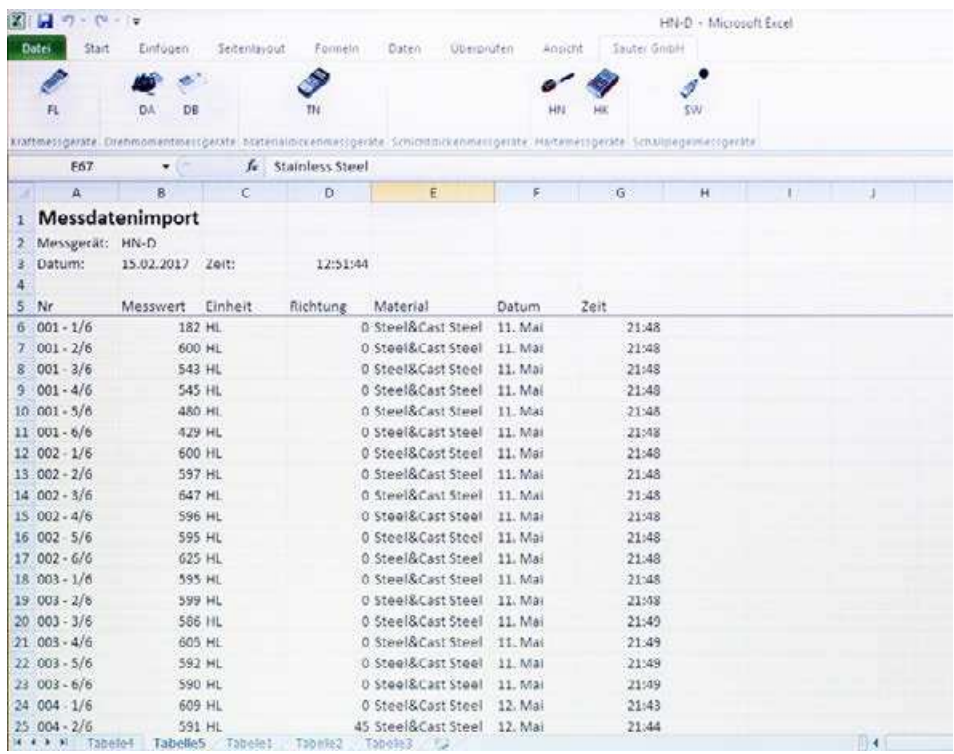 HN-D - Microsoft Excel
Datei Start Einfügen Seitenlayout Formeln Daten Überprüfen Ansicht Sauter GmbH
FL DA DB TN HN HK SW
Kraftmessgeräte Drehmomentmessgeräte Materialdickenmessgeräte Schichtdickenmessgeräte Härtemessgeräte Schallpegelmessgeräte
E67 fx Stainless Steel
A B C D E F G H I J
1 Messdatenimport
2 Messgerät: HN-D
3 Datum: 15.02.2017 Zeit: 12:51:44
4
5 Nr Messwert Einheit Richtung Material Datum Zeit
6 001 - 1/6 182 HL 0 Steel&Cast Steel 11. Mai 21:48
7 001 - 2/6 600 HL 0 Steel&Cast Steel 11. Mai 21:48
8 001 - 3/6 543 HL 0 Steel&Cast Steel 11. Mai 21:48
9 001 - 4/6 545 HL 0 Steel&Cast Steel 11. Mai 21:48
10 001 - 5/6 480 HL 0 Steel&Cast Steel 11. Mai 21:48
11 001 - 6/6 429 HL 0 Steel&Cast Steel 11. Mai 21:48
12 002 - 1/6 600 HL 0 Steel&Cast Steel 11. Mai 21:48
13 002 - 2/6 597 HL 0 Steel&Cast Steel 11. Mai 21:48
14 002 - 3/6 647 HL 0 Steel&Cast Steel 11. Mai 21:48
15 002 - 4/6 596 HL 0 Steel&Cast Steel 11. Mai 21:48
16 002 - 5/6 595 HL 0 Steel&Cast Steel 11. Mai 21:48
17 002 - 6/6 625 HL 0 Steel&Cast Steel 11. Mai 21:48
18 003 - 1/6 595 HL 0 Steel&Cast Steel 11. Mai 21:48
19 003 - 2/6 599 HL 0 Steel&Cast Steel 11. Mai 21:48
20 003 - 3/6 586 HL 0 Steel&Cast Steel 11. Mai 21:49
21 003 - 4/6 605 HL 0 Steel&Cast Steel 11. Mai 21:49
22 003 - 5/6 592 HL 0 Steel&Cast Steel 11. Mai 21:49
23 003 - 6/6 590 HL 0 Steel&Cast Steel 11. Mai 21:49
24 004 - 1/6 609 HL 0 Steel&Cast Steel 12. Mai 21:43
25 004 - 2/6 591 HL 45 Steel&Cast Steel 12. Mai 21:44
Tabelle4 Tabelle5 Tabelle1 Tabelle2 Tabelle3